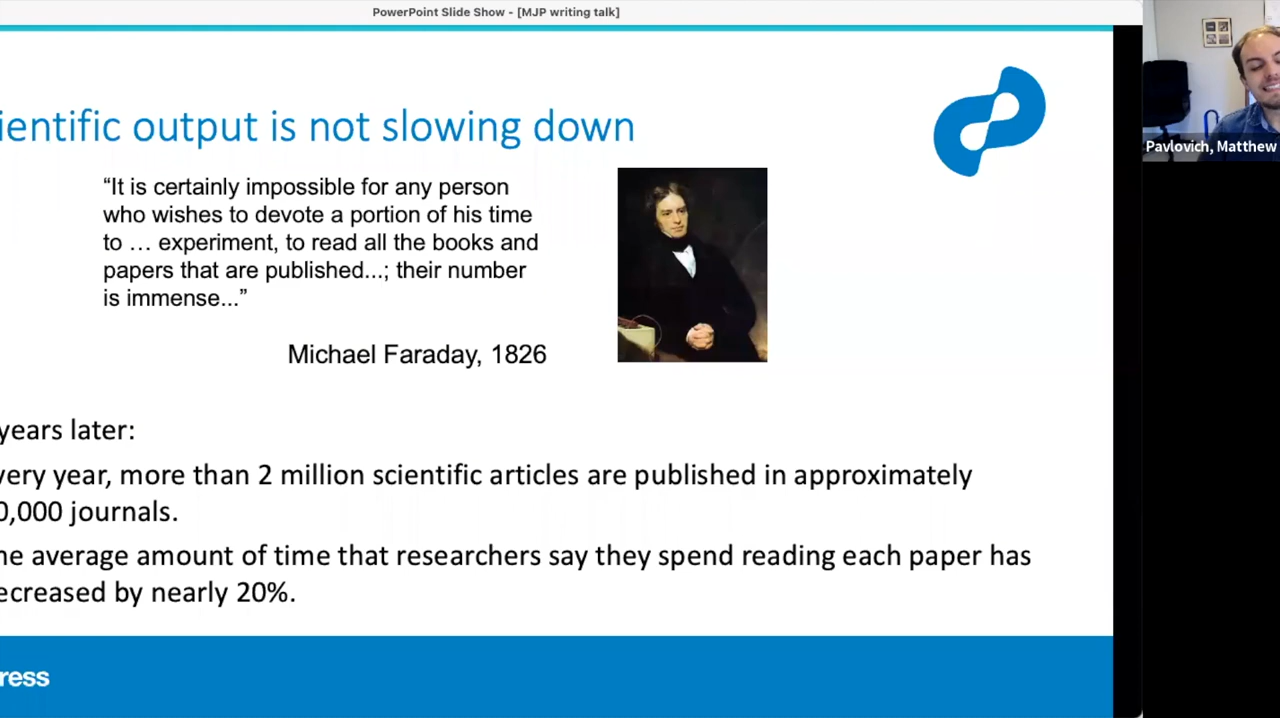 PowerPoint Slide Show - [MJP writing talk]
ientific output is not slowing down
“It is certainly impossible for any person
who wishes to devote a portion of his time
to … experiment, to read all the books and
papers that are published...; their number
is immense...”
Michael Faraday, 1826
years later:
very year, more than 2 million scientific articles are published in approximately
0,000 journals.
he average amount of time that researchers say they spend reading each paper has
ecreased by nearly 20%.
ress
Pavlovich, Matthew